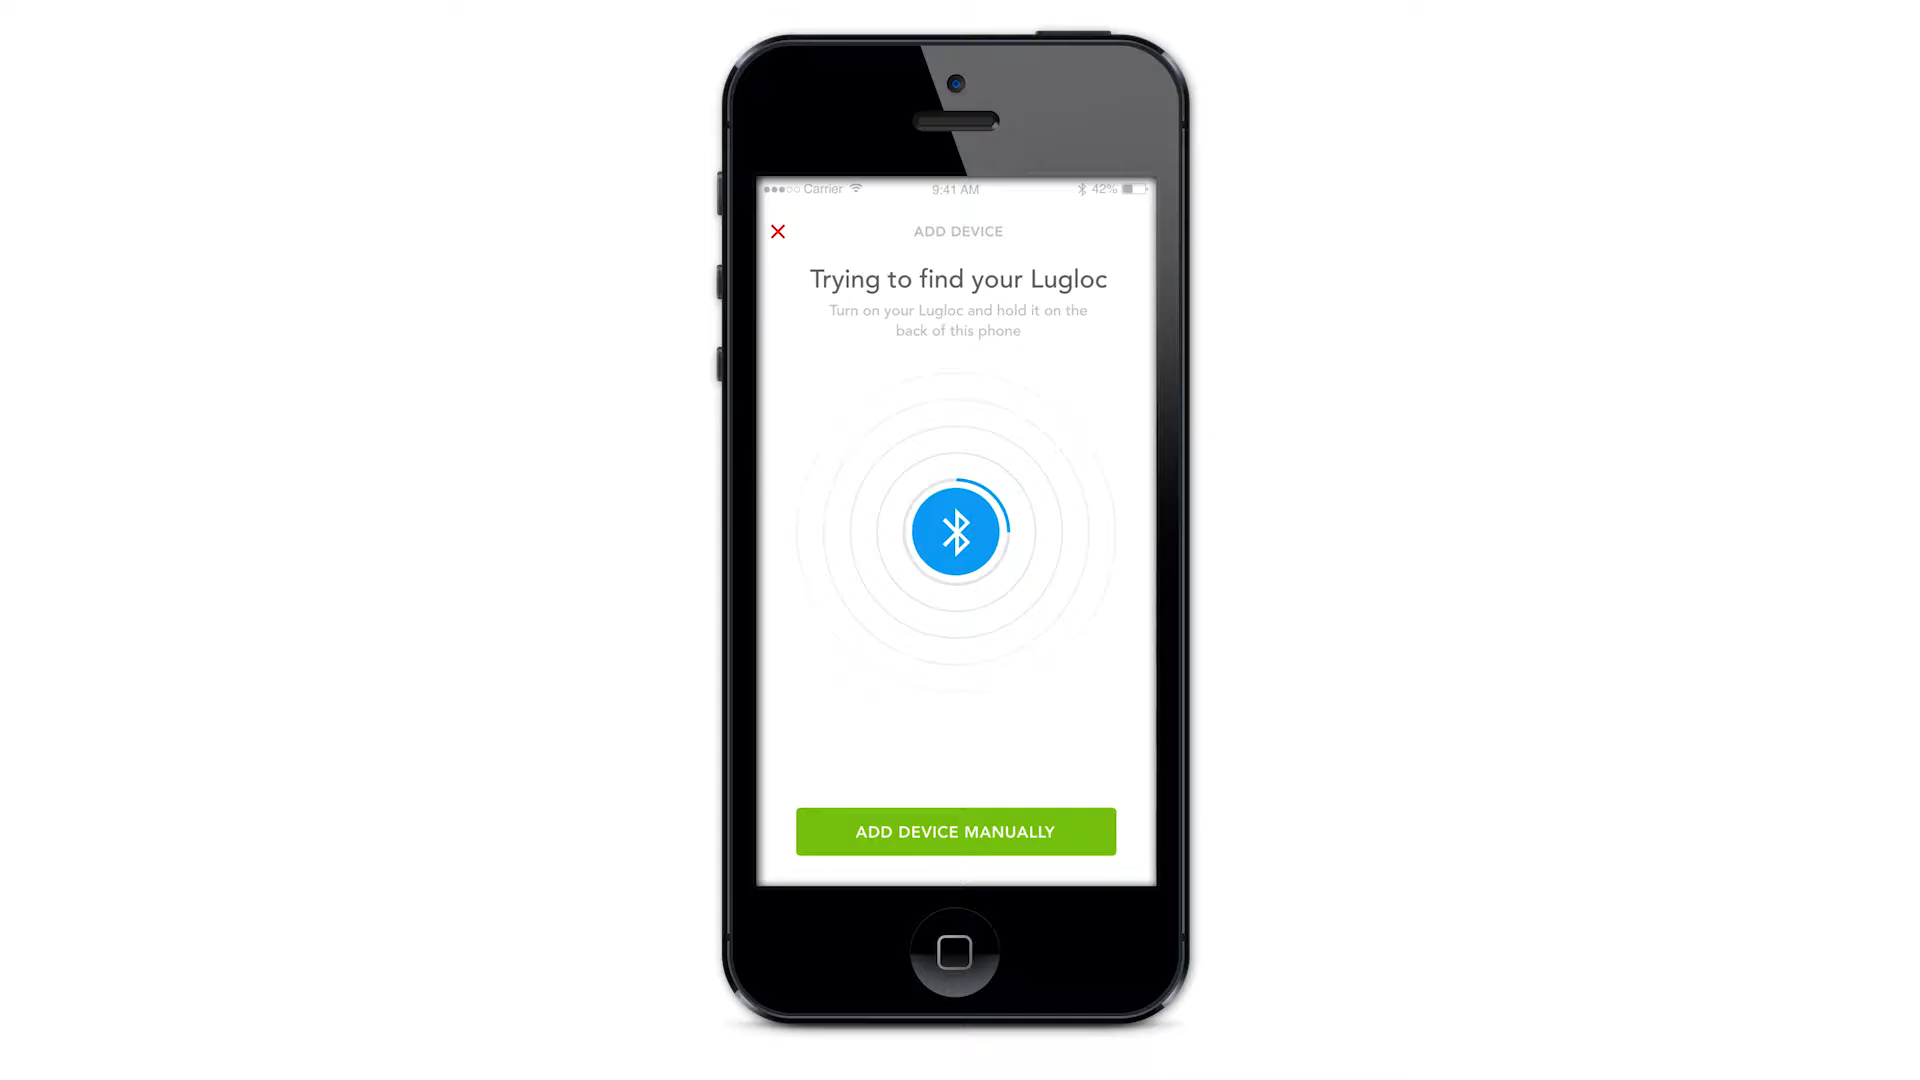 Carrier 9:41 AM 42%
ADD DEVICE
Trying to find your Lugloc
Turn on your Lugloc and hold it on the
back of this phone
ADD DEVICE MANUALLY